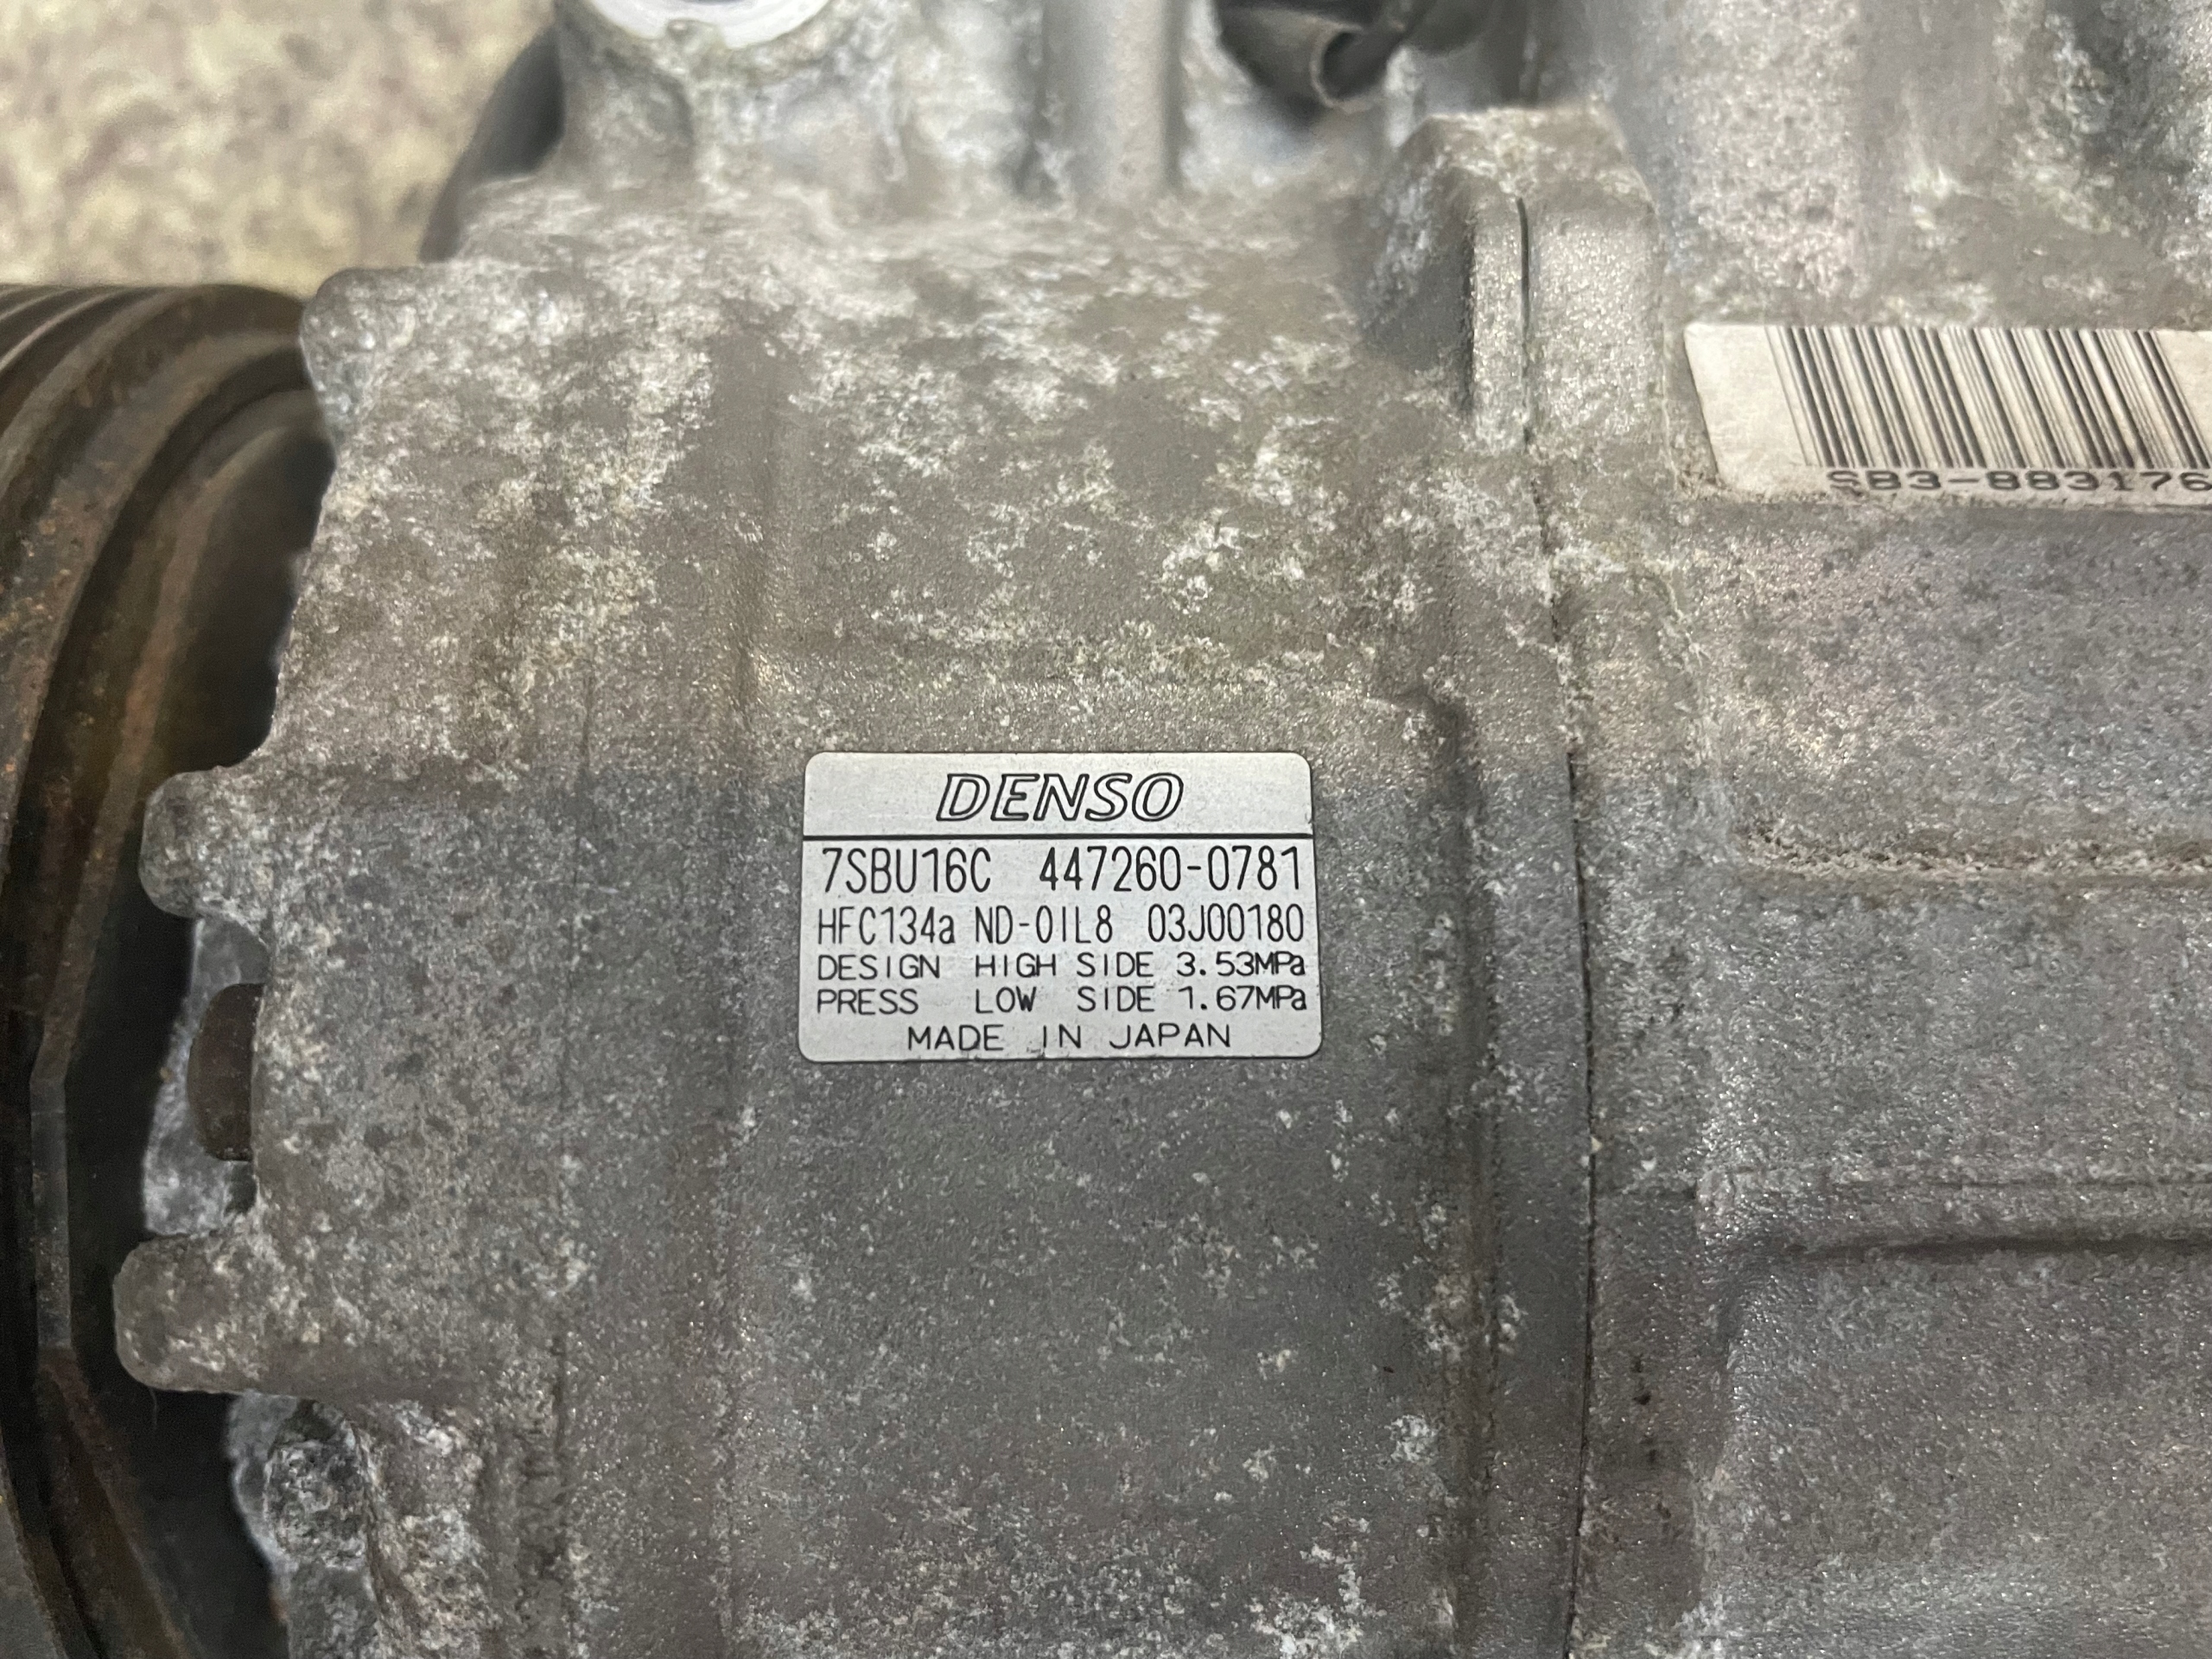 SB3-883176
DENSO
7SBU16C 447260-0781
HFC134a ND-OIL8 03J00180
DESIGN HIGH SIDE 3.53MPa
PRESS LOW SIDE 1.67MPa
MADE IN JAPAN